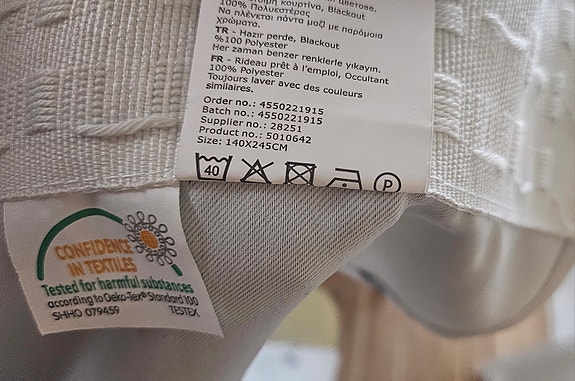 κουρτίνα, Blackout
100% Πολυεστέρας
Να πλένεται πάντα μαζί με παρόμοια
Χρώματα.
TR - Hazır perde, Blackout
%100 Polyester
Her zaman benzer renklerle yıkayın.
FR - Rideau prêt à l'emploi, Occultant
100% Polyester
Toujours laver avec des couleurs
similaires.
Order no.: 4550221915
Batch no.: 4550221915
Supplier no.: 28251
Product no.: 5010642
Size: 140X245CM
40
P
CONFIDENCE
IN TEXTILES
Tested for harmful substances
according to Oeko-Tex® Standard 100
SHHO 079459 TESTEX